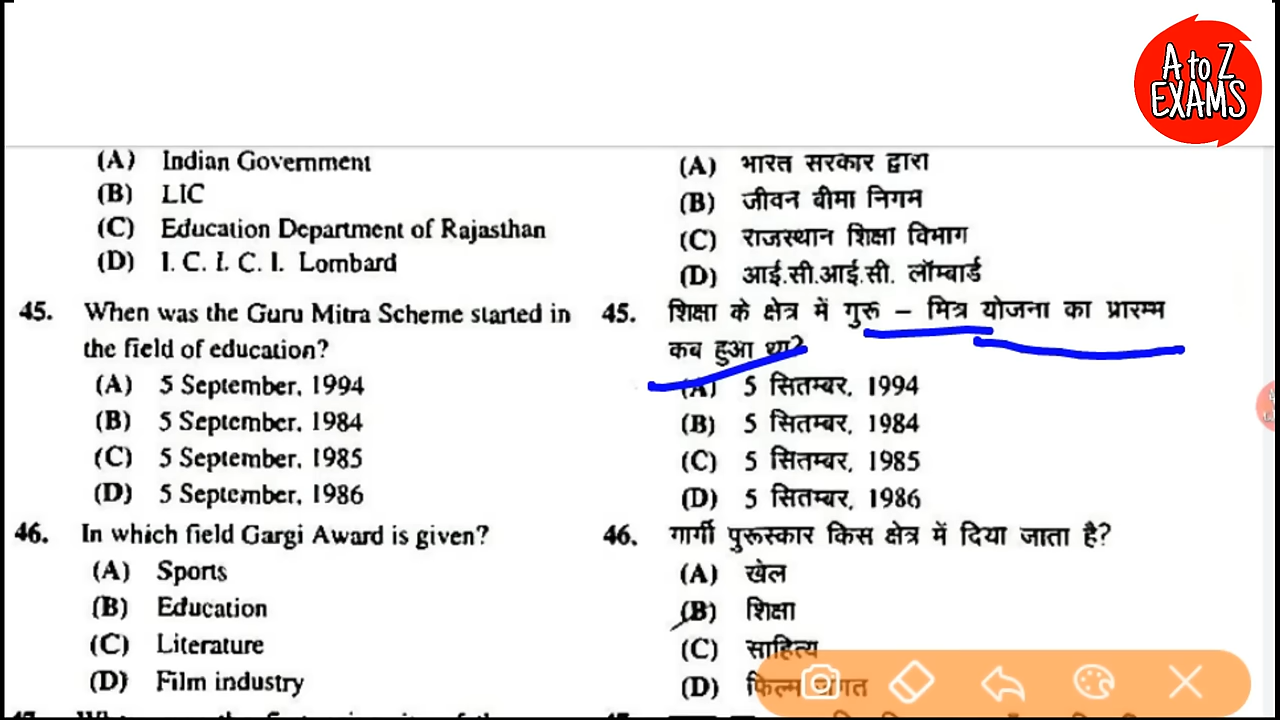 A to Z
EXAMS
(A) Indian Government
(B) LIC
(C) Education Department of Rajasthan
(D) I. C. I. C. I. Lombard
45. When was the Guru Mitra Scheme started in
the field of education?
(A) 5 September, 1994
(B) 5 September, 1984
(C) 5 September, 1985
(D) 5 September, 1986
46. In which field Gargi Award is given?
(A) Sports
(B) Education
(C) Literature
(D) Film industry
(A) भारत सरकार द्वारा
(B) जीवन बीमा निगम
(C) राजस्थान शिक्षा विभाग
(D) आई.सी.आई.सी. लॉम्बार्ड
45. शिक्षा के क्षेत्र में गुरू – मित्र योजना का प्रारम्भ
कब हुआ था?
(A) 5 सितम्बर, 1994
(B) 5 सितम्बर, 1984
(C) 5 सितम्बर, 1985
(D) 5 सितम्बर, 1986
46. गार्गी पुरूस्कार किस क्षेत्र में दिया जाता है?
(A) खेल
(B) शिक्षा
(C) साहित्य
(D) फिल्म जगत